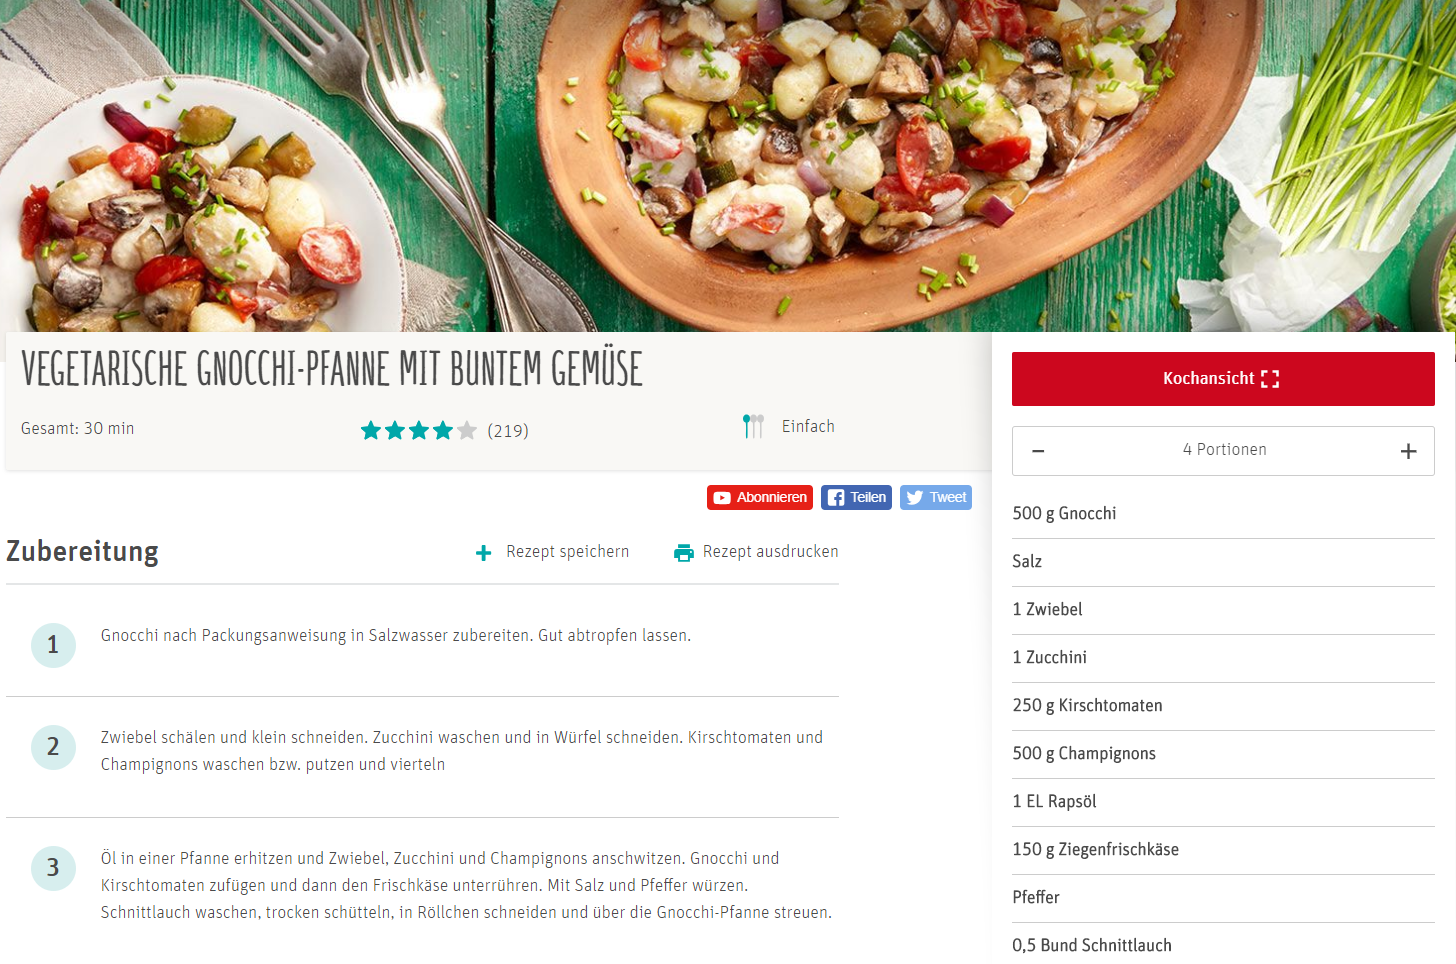 VEGETARISCHE GNOCCHI-PFANNE MIT BUNTEM GEMÜSE
Gesamt: 30 min
(219)
Einfach
Abonnieren
Teilen
Tweet
Zubereitung
Rezept speichern
Rezept ausdrucken
1
Gnocchi nach Packungsanweisung in Salzwasser zubereiten. Gut abtropfen lassen.
2
Zwiebel schälen und klein schneiden. Zucchini waschen und in Würfel schneiden. Kirschtomaten und
Champignons waschen bzw. putzen und vierteln
3
Öl in einer Pfanne erhitzen und Zwiebel, Zucchini und Champignons anschwitzen. Gnocchi und
Kirschtomaten zufügen und dann den Frischkäse unterrühren. Mit Salz und Pfeffer würzen.
Schnittlauch waschen, trocken schütteln, in Röllchen schneiden und über die Gnocchi-Pfanne streuen.
Kochansicht
− 4 Portionen +
500 g Gnocchi
Salz
1 Zwiebel
1 Zucchini
250 g Kirschtomaten
500 g Champignons
1 EL Rapsöl
150 g Ziegenfrischkäse
Pfeffer
0,5 Bund Schnittlauch